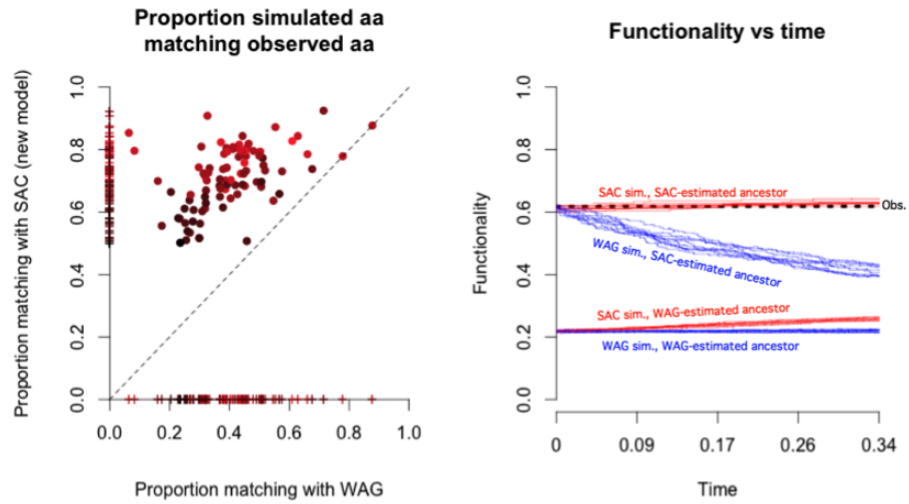 Proportion simulated aa
matching observed aa
Proportion matching with SAC (new model)
1.0
0.8
0.6
0.4
0.2
0.0
0.0 0.2 0.4 0.6 0.8 1.0
Proportion matching with WAG
Functionality vs time
Functionality
1.0
0.8
0.6
0.4
0.2
0.0
SAC sim., SAC-estimated ancestor
Obs.
WAG sim., SAC-estimated ancestor
SAC sim., WAG-estimated ancestor
WAG sim., WAG-estimated ancestor
0 0.09 0.17 0.26 0.34
Time